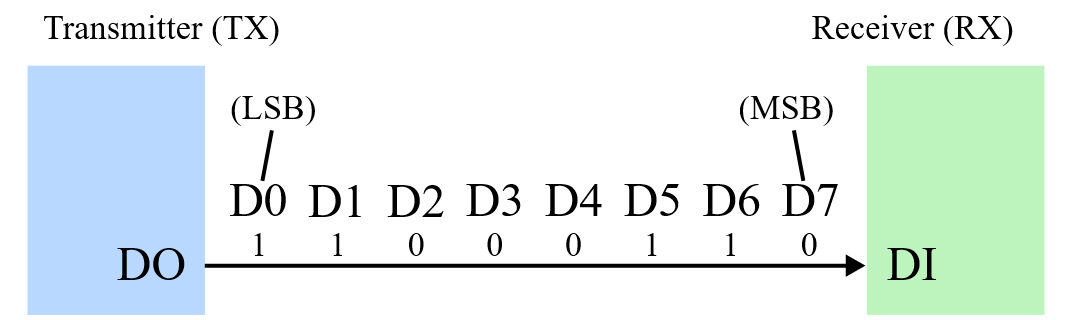 Transmitter (TX) Receiver (RX)
(LSB) (MSB)
D0 D1 D2 D3 D4 D5 D6 D7
1 1 0 0 0 1 1 0
DO DI